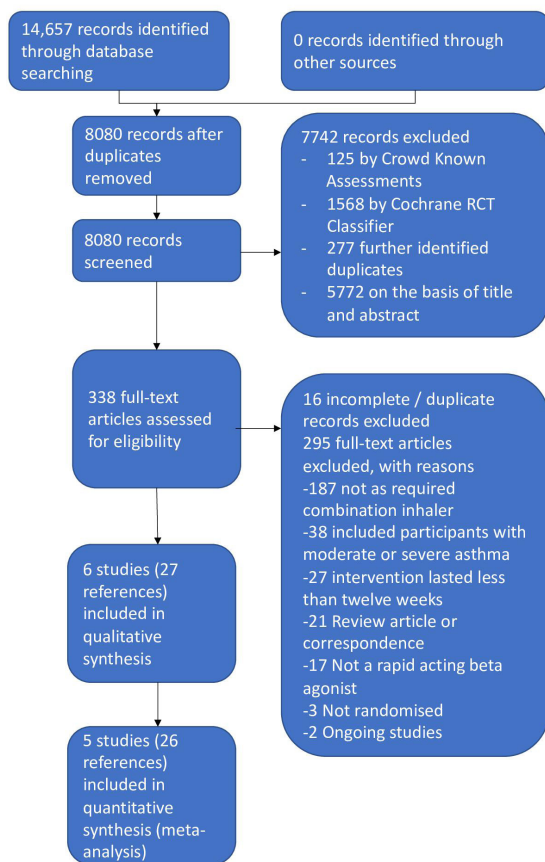 14,657 records identified
through database
searching
0 records identified through
other sources
8080 records after
duplicates
removed
7742 records excluded
- 125 by Crowd Known
Assessments
- 1568 by Cochrane RCT
Classifier
- 277 further identified
duplicates
- 5772 on the basis of title
and abstract
8080 records
screened
338 full-text
articles assessed
for eligibility
16 incomplete / duplicate
records excluded
295 full-text articles
excluded, with reasons
-187 not as required
combination inhaler
-38 included participants with
moderate or severe asthma
-27 intervention lasted less
than twelve weeks
-21 Review article or
correspondence
-17 Not a rapid acting beta
agonist
-3 Not randomised
-2 Ongoing studies
6 studies (27
references)
included in
qualitative
synthesis
5 studies (26
references)
included in
quantitative
synthesis (meta-
analysis)